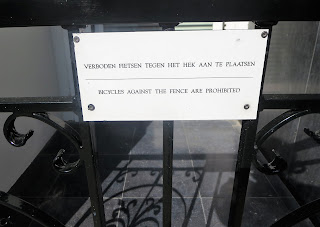 VERBODEN FIETSEN TEGEN HET HEK AAN TE PLAATSEN
BICYCLES AGAINST THE FENCE ARE PROHIBITED